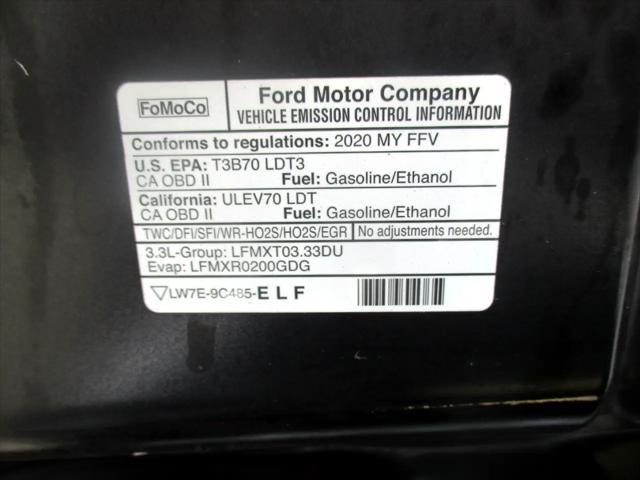 FoMoCo
Ford Motor Company
VEHICLE EMISSION CONTROL INFORMATION
Conforms to regulations: 2020 MY FFV
U.S. EPA: T3B70 LDT3
CA OBD II Fuel: Gasoline/Ethanol
California: ULEV70 LDT
CA OBD II Fuel: Gasoline/Ethanol
TWC/DFI/SFI/WR-HO2S/HO2S/EGR No adjustments needed.
3.3L-Group: LFMXT03.33DU
Evap: LFMXR0200GDG
LW7E-9C485-E L F